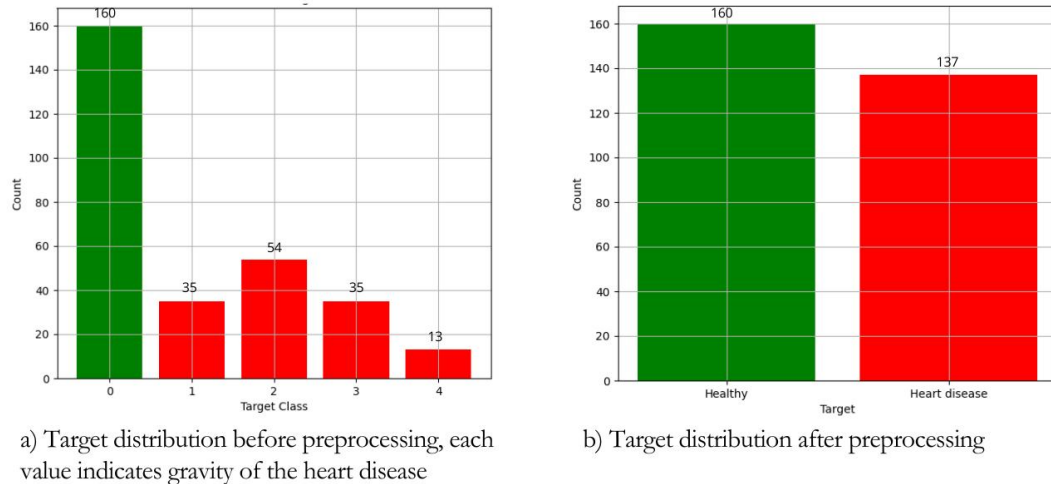 160
160
140
120
100
80
60
40
20
0
Count
35
54
35
13
0 1 2 3 4
Target Class
a) Target distribution before preprocessing, each
value indicates gravity of the heart disease
160
137
160
140
120
100
80
60
40
20
0
Count
Healthy Heart disease
Target
b) Target distribution after preprocessing